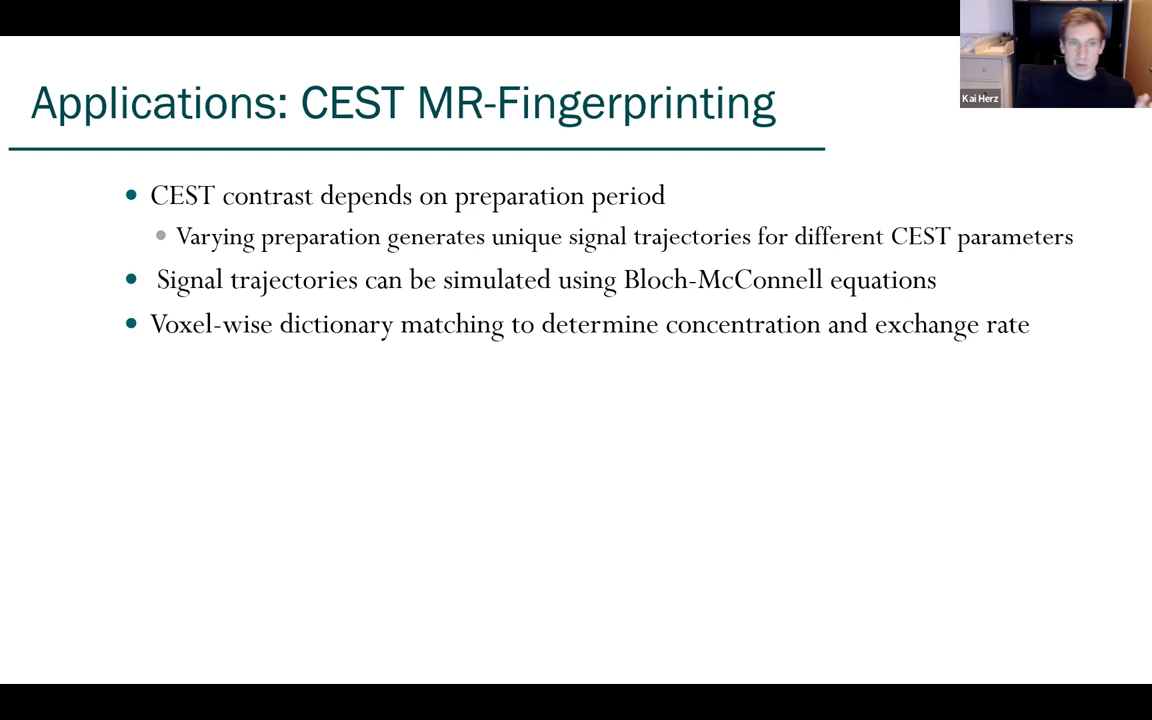 Applications: CEST MR-Fingerprinting
Kai Herz
CEST contrast depends on preparation period
Varying preparation generates unique signal trajectories for different CEST parameters
Signal trajectories can be simulated using Bloch-McConnell equations
Voxel-wise dictionary matching to determine concentration and exchange rate